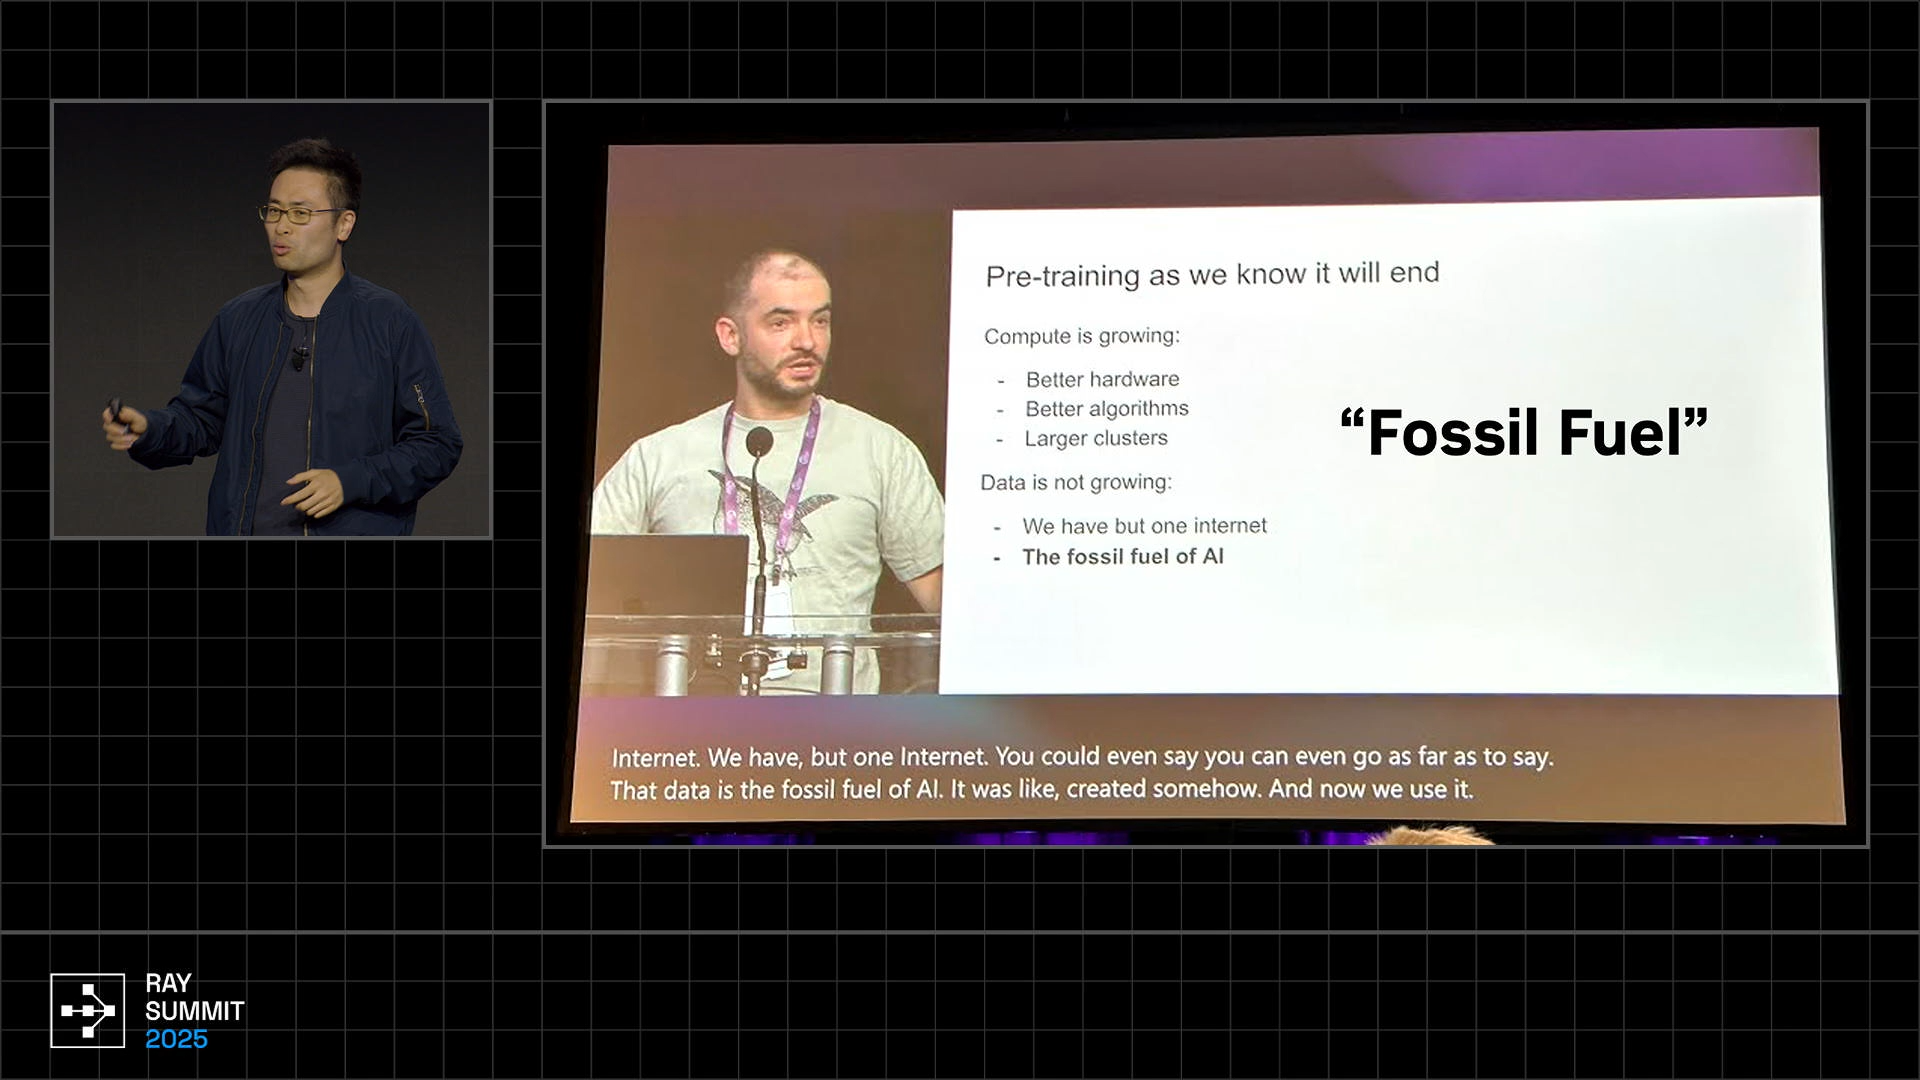 Pre-training as we know it will end
Compute is growing:
- Better hardware
- Better algorithms
- Larger clusters
Data is not growing:
- We have but one internet
- The fossil fuel of AI
“Fossil Fuel”
Internet. We have, but one Internet. You could even say you can even go as far as to say.
That data is the fossil fuel of AI. It was like, created somehow. And now we use it.
RAY
SUMMIT
2025